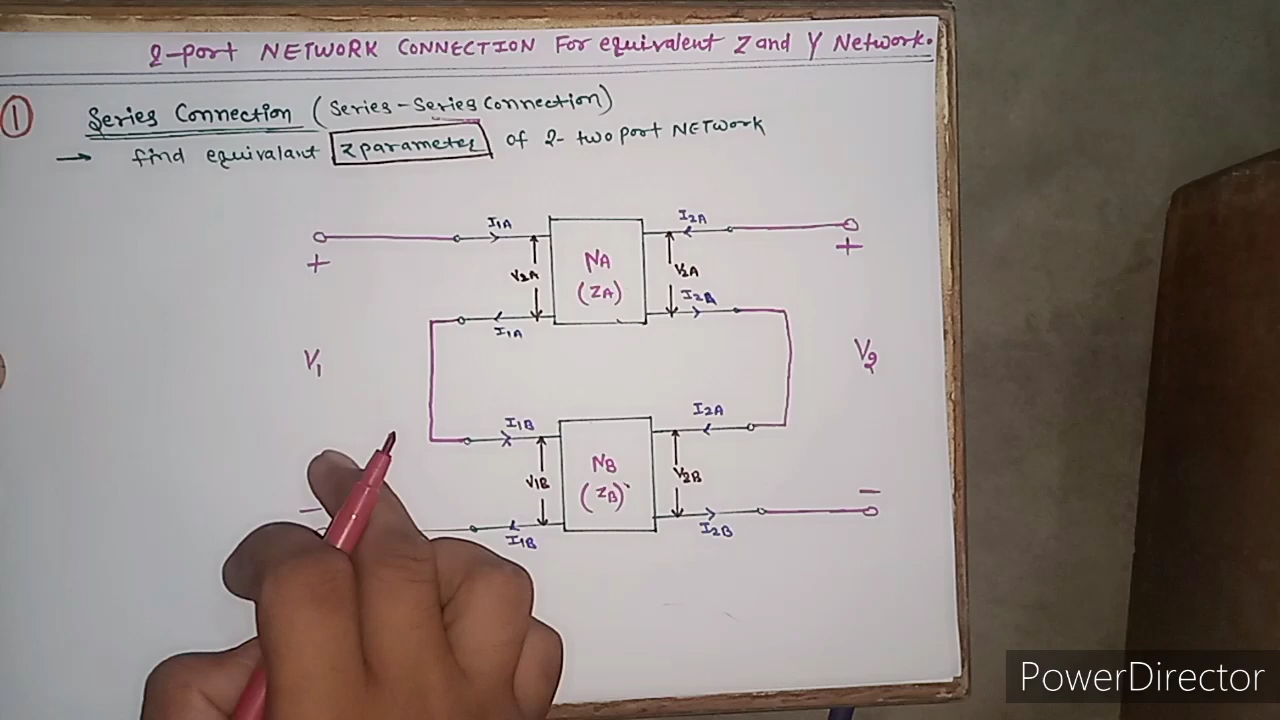 2-port NETWORK CONNECTION For equivalent Z and Y Network.
1
Series Connection (Series-Series Connection)
→ find equivalant Z parameter of 2- two port NETWORK
I1A
I2A
+
+
V2A
NA
(ZA)
V2A
I2A
I1A
V1
V2
I1B
I2A
V1B
NB
(ZB)
V2B
I1B
I2B
PowerDirector